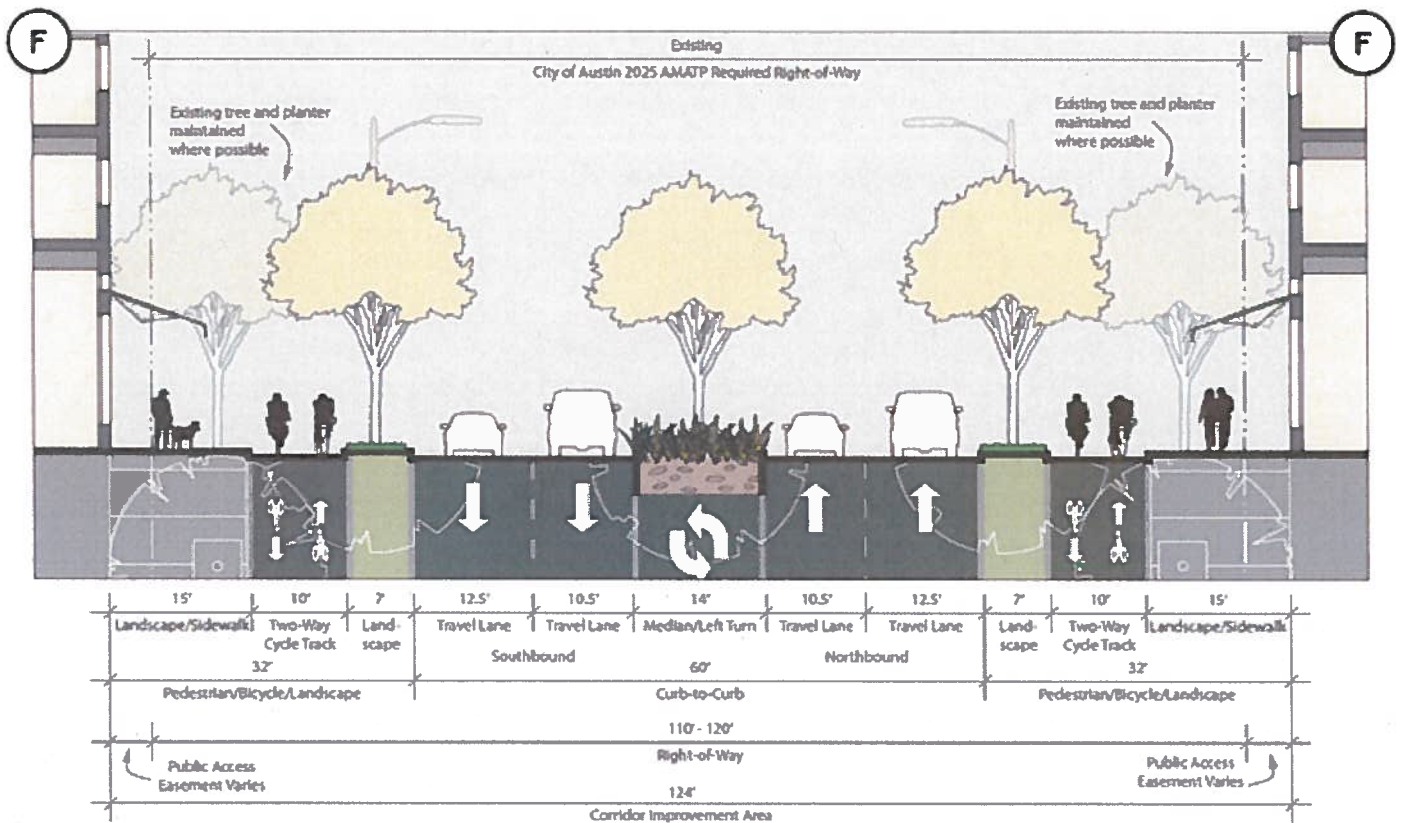 F
F
Existing
City of Austin 2025 AMATP Required Right-of-Way
Existing tree and planter
maintained
where possible
Existing tree and planter
maintained
where possible
15'
10'
7'
12.5'
10.5'
14'
10.5'
12.5'
7'
10'
15'
Landscape/Sidewalk
Two-Way
Cycle Track
Land-
scape
Travel Lane
Travel Lane
Median/Left Turn
Travel Lane
Travel Lane
Land-
scape
Two-Way
Cycle Track
Landscape/Sidewalk
Southbound
Northbound
32'
60'
32'
Pedestrian/Bicycle/Landscape
Curb-to-Curb
Pedestrian/Bicycle/Landscape
110' - 120'
Right-of-Way
Public Access
Easement Varies
Public Access
Easement Varies
124'
Corridor Improvement Area